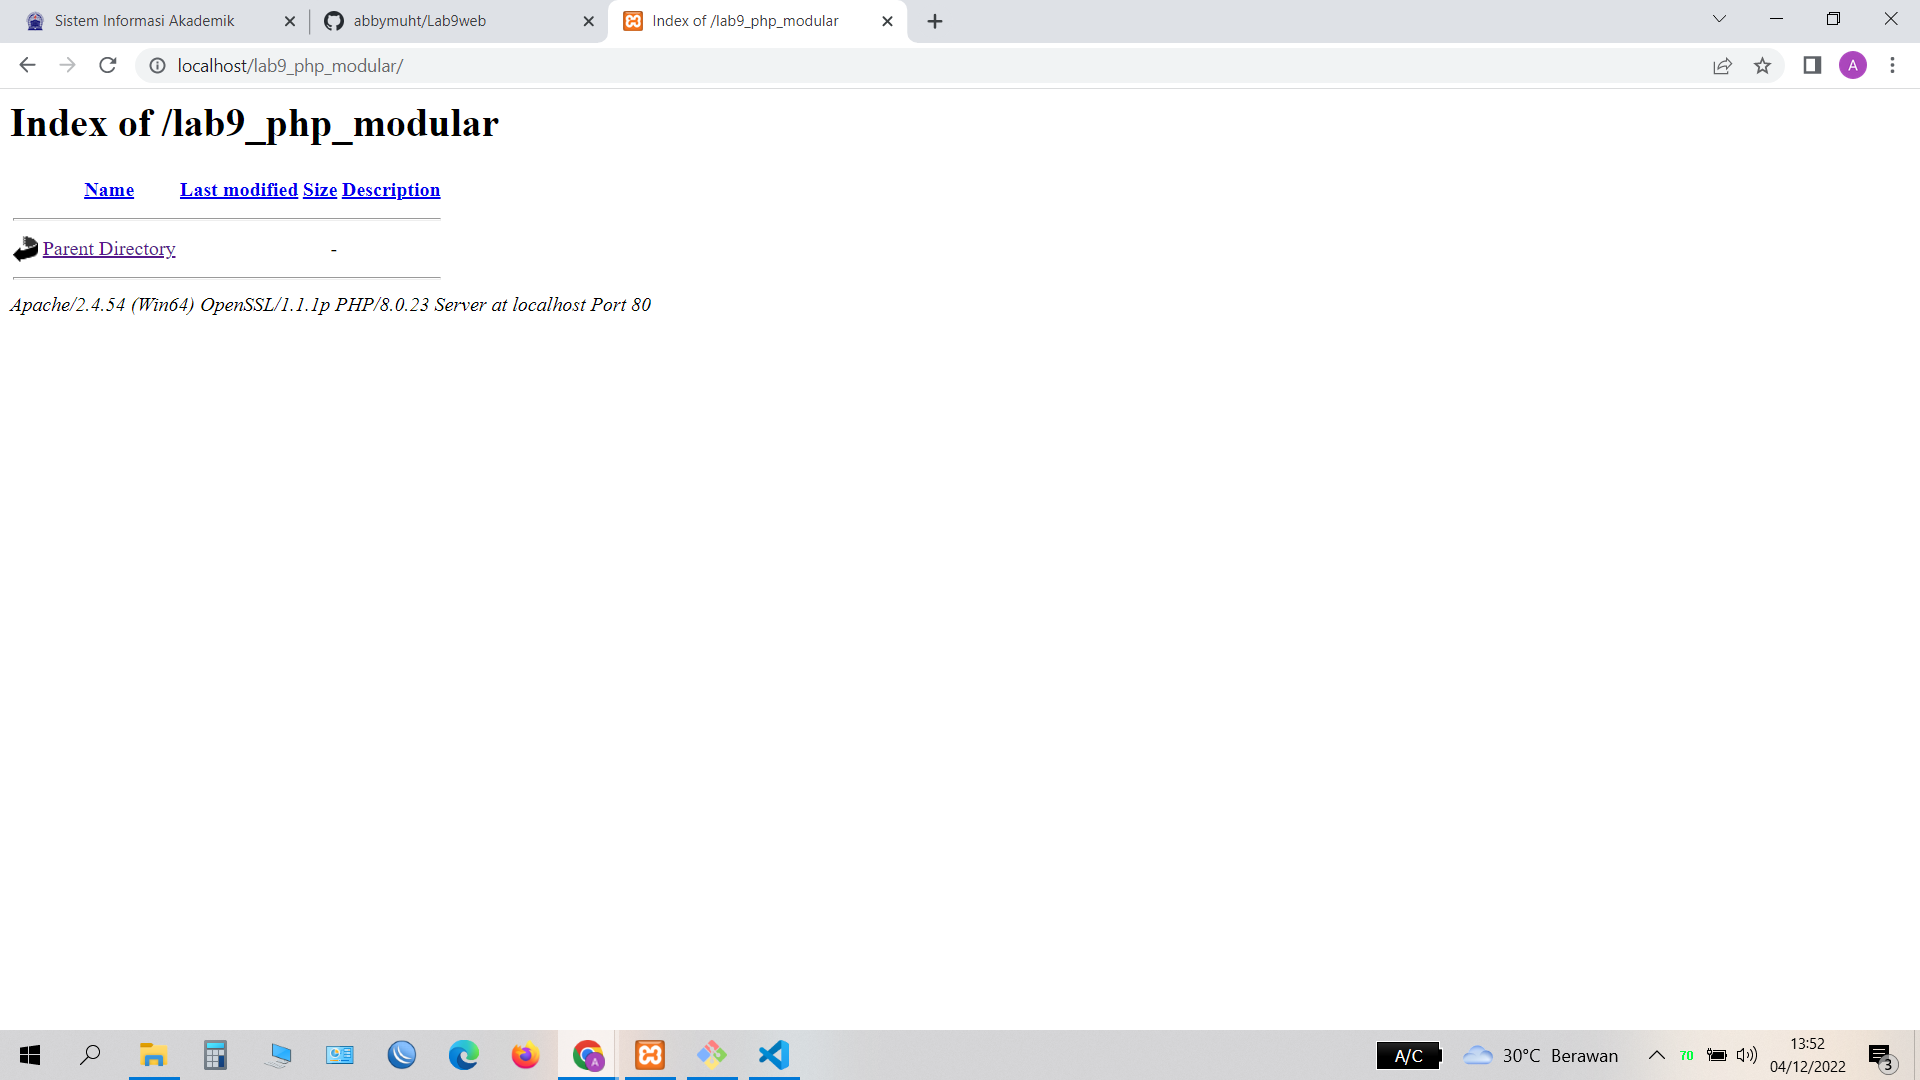 Sistem Informasi Akademik
abbymuht/Lab9web
Index of /lab9_php_modular
localhost/lab9_php_modular/
A
Index of /lab9_php_modular
Name Last modified Size Description
Parent Directory -
Apache/2.4.54 (Win64) OpenSSL/1.1.1p PHP/8.0.23 Server at localhost Port 80
A
A/C
30°C Berawan
70
13:52
04/12/2022
3